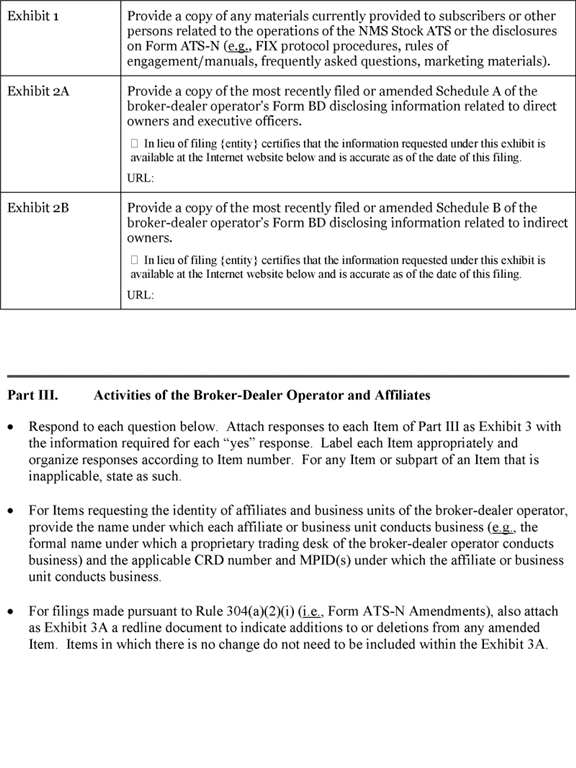 Exhibit 1
Provide a copy of any materials currently provided to subscribers or other
persons related to the operations of the NMS Stock ATS or the disclosures
on Form ATS-N (e.g., FIX protocol procedures, rules of
engagement/manuals, frequently asked questions, marketing materials).
Exhibit 2A
Provide a copy of the most recently filed or amended Schedule A of the
broker-dealer operator's Form BD disclosing information related to direct
owners and executive officers.
☐ In lieu of filing {entity} certifies that the information requested under this exhibit is
available at the Internet website below and is accurate as of the date of this filing.
URL:
Exhibit 2B
Provide a copy of the most recently filed or amended Schedule B of the
broker-dealer operator's Form BD disclosing information related to indirect
owners.
☐ In lieu of filing {entity} certifies that the information requested under this exhibit is
available at the Internet website below and is accurate as of the date of this filing.
URL:
Part III. Activities of the Broker-Dealer Operator and Affiliates
• Respond to each question below. Attach responses to each Item of Part III as Exhibit 3 with
the information required for each “yes” response. Label each Item appropriately and
organize responses according to Item number. For any Item or subpart of an Item that is
inapplicable, state as such.
• For Items requesting the identity of affiliates and business units of the broker-dealer operator,
provide the name under which each affiliate or business unit conducts business (e.g., the
formal name under which a proprietary trading desk of the broker-dealer operator conducts
business) and the applicable CRD number and MPID(s) under which the affiliate or business
unit conducts business.
• For filings made pursuant to Rule 304(a)(2)(i) (i.e., Form ATS-N Amendments), also attach
as Exhibit 3A a redline document to indicate additions to or deletions from any amended
Item. Items in which there is no change do not need to be included within the Exhibit 3A.